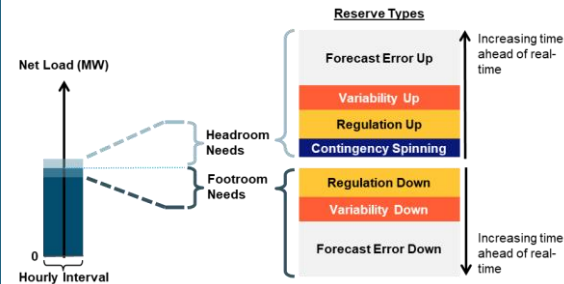 Reserve Types
Net Load (MW)
Headroom
Needs
Footroom
Needs
0
Hourly Interval
Forecast Error Up
Variability Up
Regulation Up
Contingency Spinning
Regulation Down
Variability Down
Forecast Error Down
Increasing time
ahead of real-
time
Increasing time
ahead of real-
time